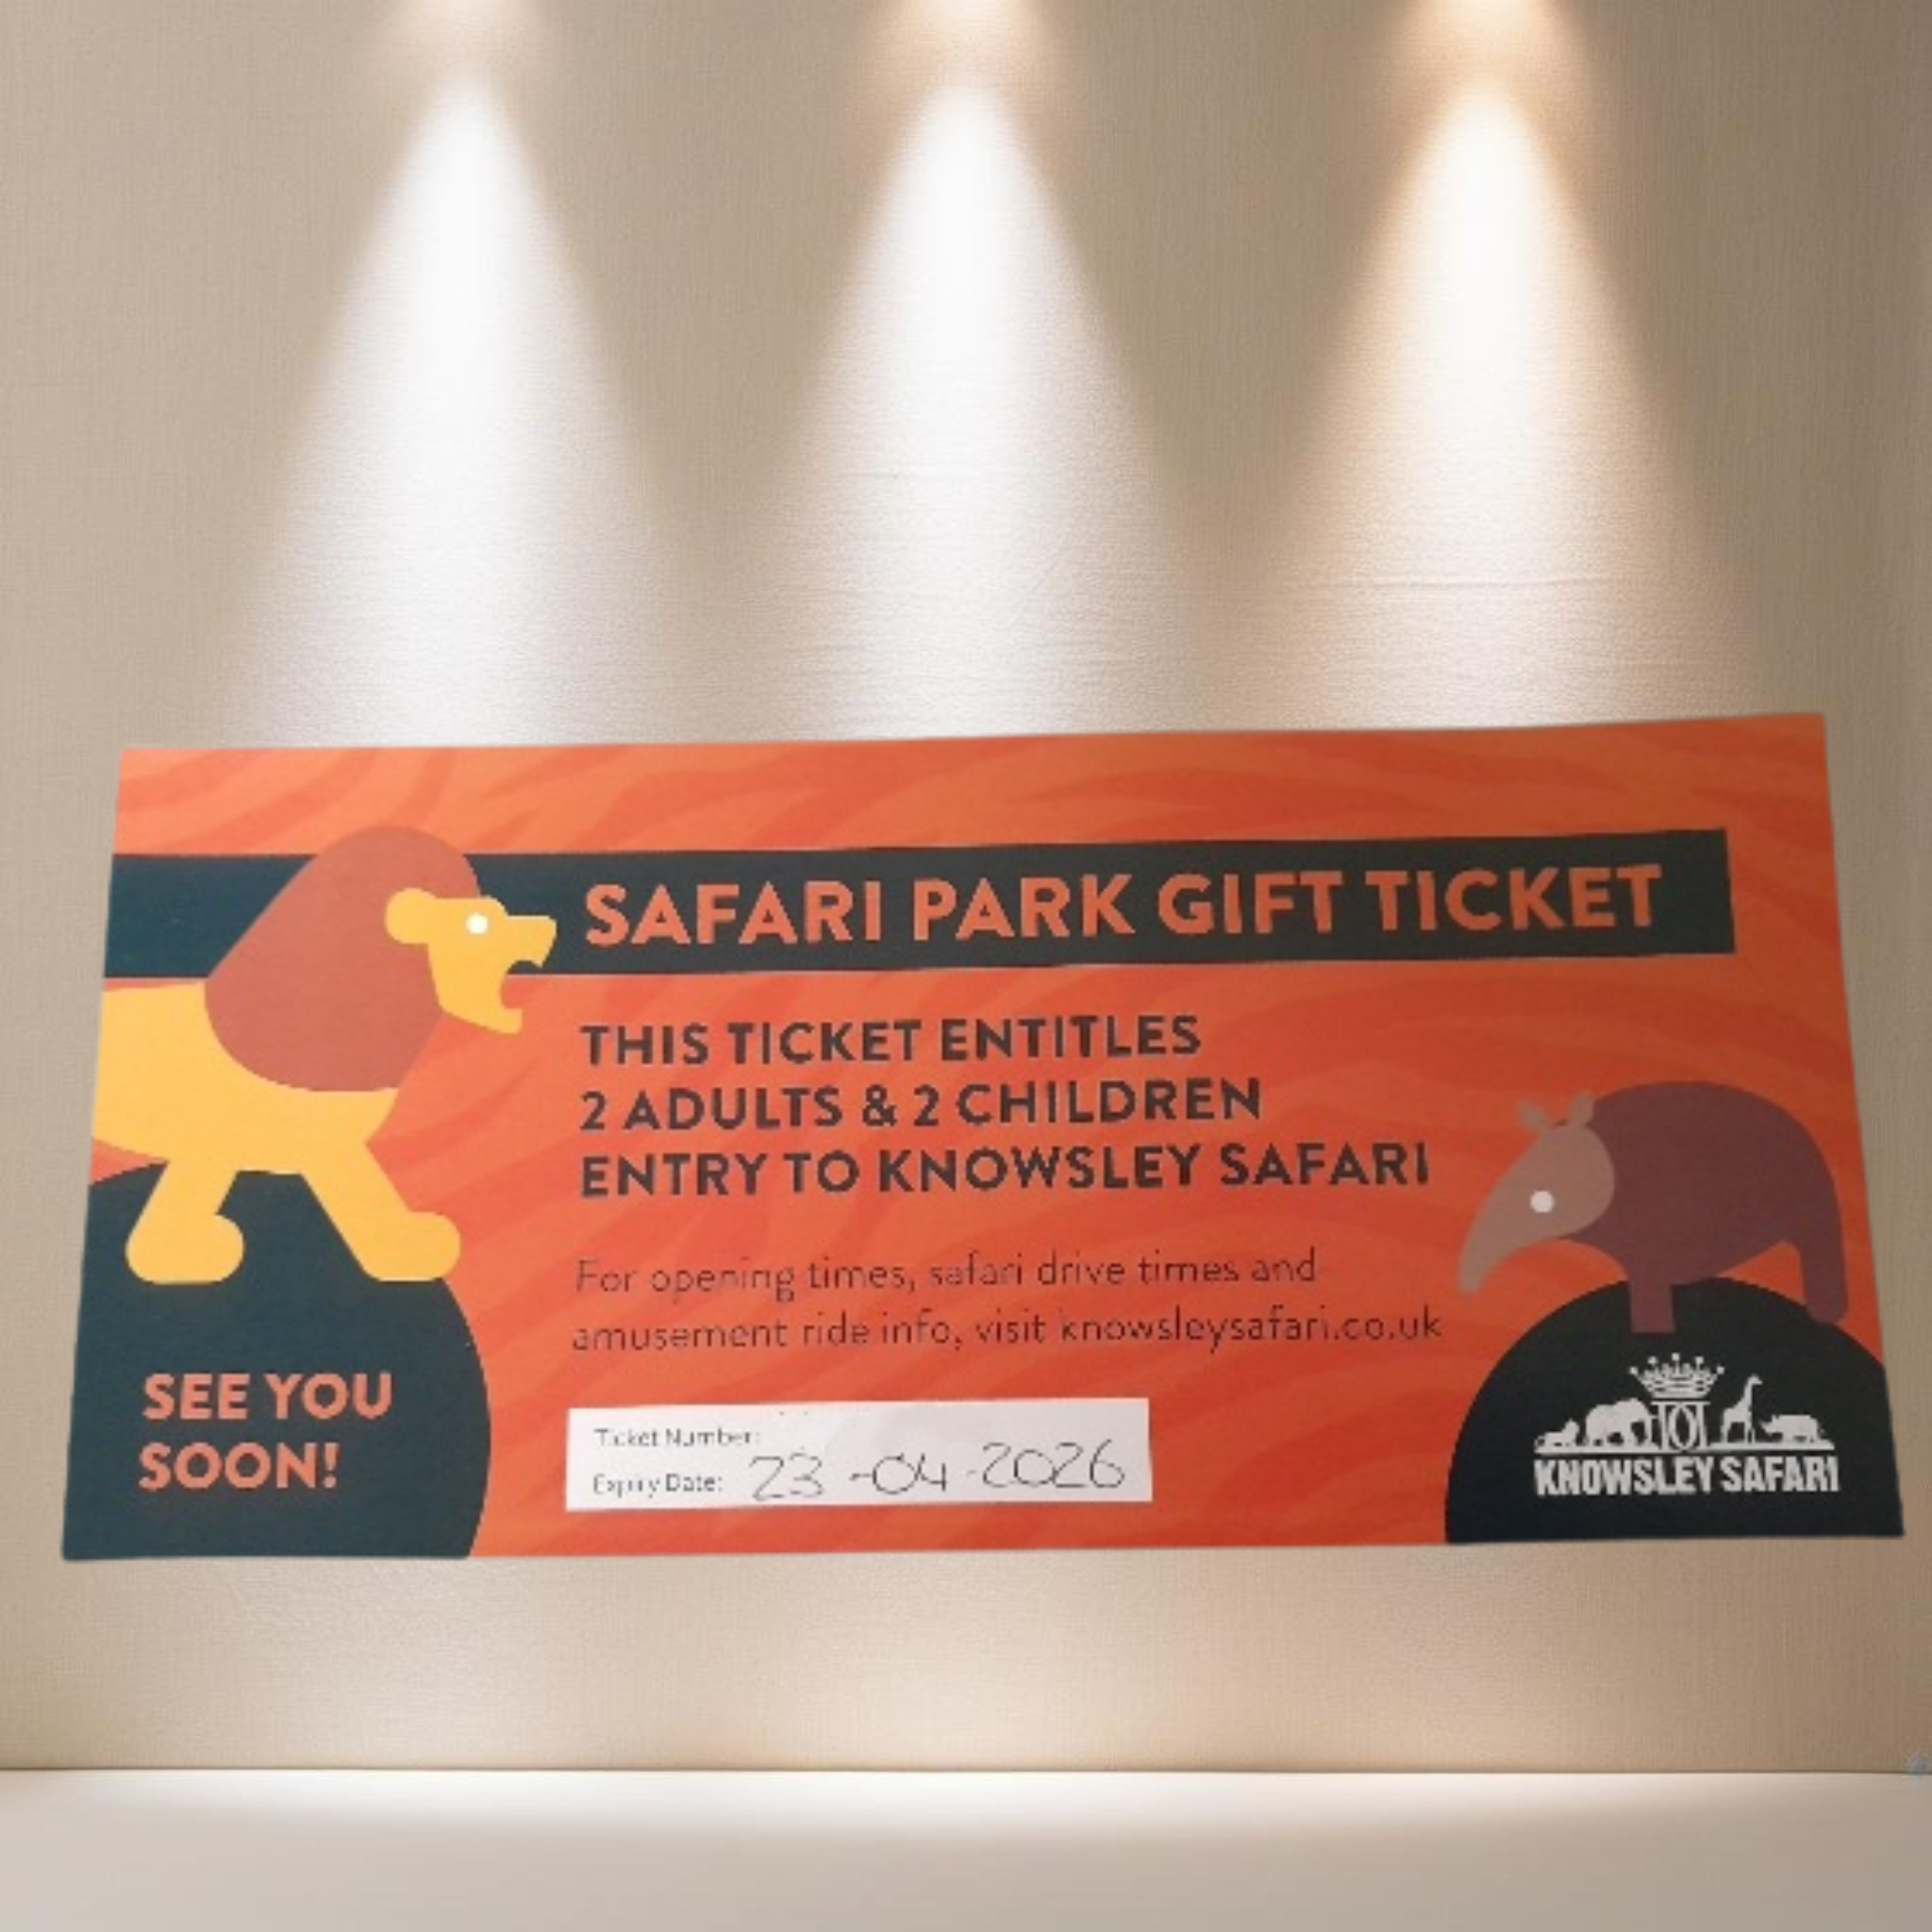 SAFARI PARK GIFT TICKET
THIS TICKET ENTITLES
2 ADULTS & 2 CHILDREN
ENTRY TO KNOWSLEY SAFARI
For opening times, safari drive times and
amusement ride info, visit knowsleysafari.co.uk
SEE YOU
SOON!
Ticket Number:
Expiry Date: 23-04-2026
KNOWSLEY SAFARI